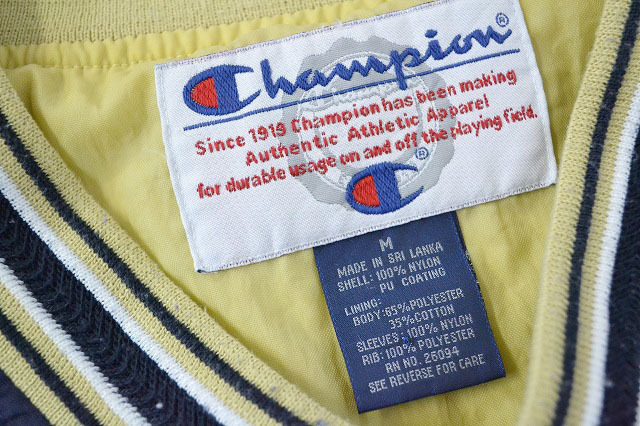 Champion®
Since 1919 Champion has been making
Authentic Athletic Apparel
for durable usage on and off the playing field.
®
M
MADE IN SRI LANKA
SHELL: 100% NYLON
PU COATING
LINING:
BODY: 65% POLYESTER
35% COTTON
SLEEVES: 100% NYLON
RIB: 100% POLYESTER
RN NO. 26094
SEE REVERSE FOR CARE